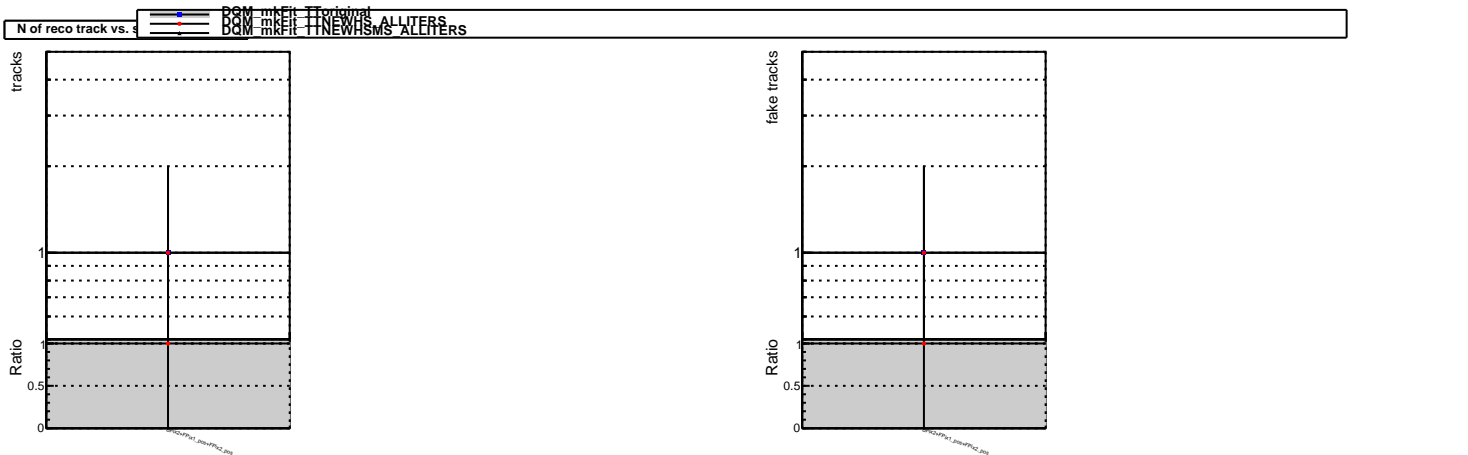 DQM_mkFit_TToriginal
DQM_mkFit_TTNEWHS_ALLITERS
DQM_mkFit_TTNEWHSMS_ALLITERS
N of reco track vs. s
tracks
1
Ratio
1
0.5
0
fake tracks
1
Ratio
1
0.5
0